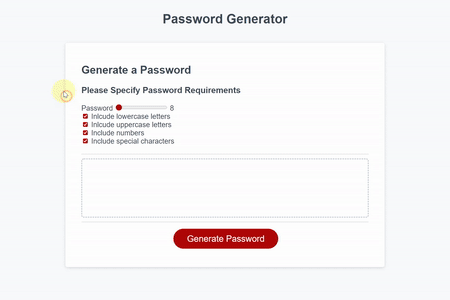 Password Generator
Generate a Password
Please Specify Password Requirements
Password 8
Inlcude lowercase letters
Inlcude uppercase letters
Include numbers
Include special characters
Generate Password